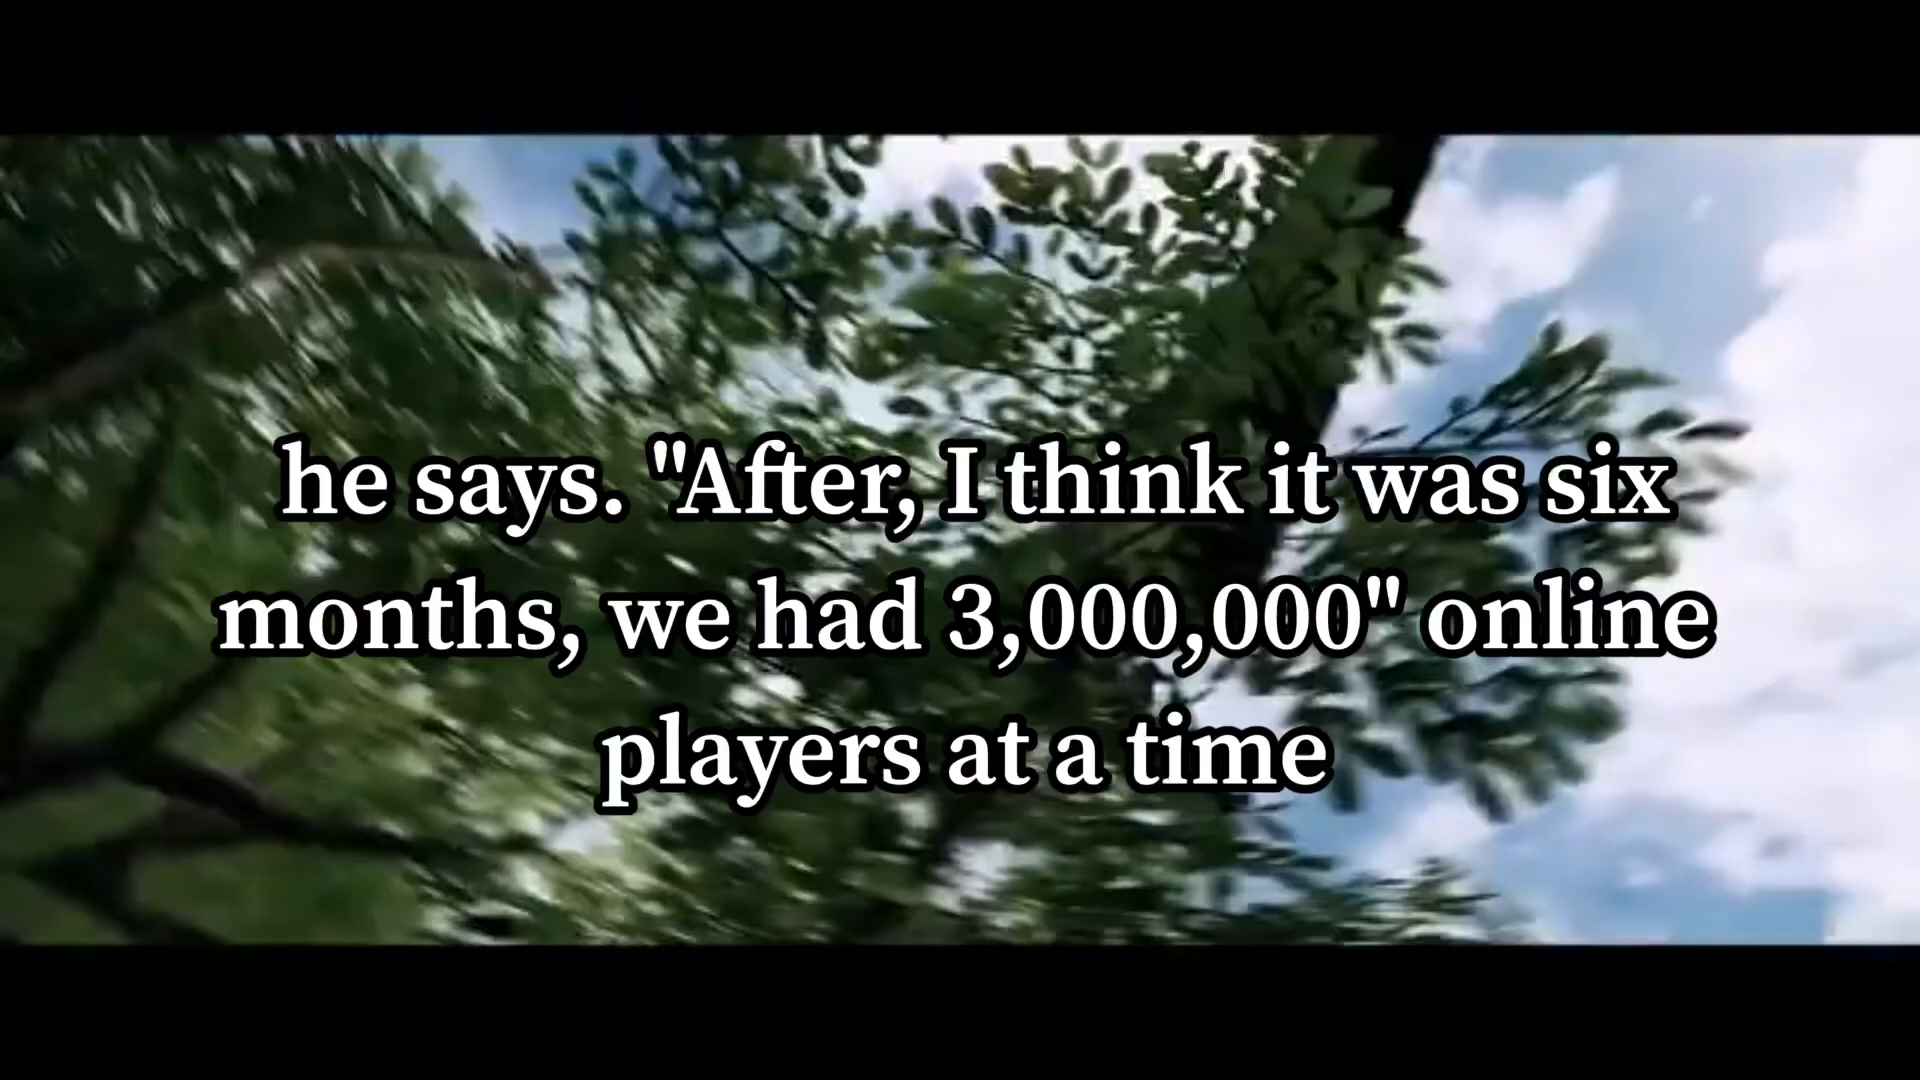 he says. "After, I think it was six
months, we had 3,000,000" online
players at a time